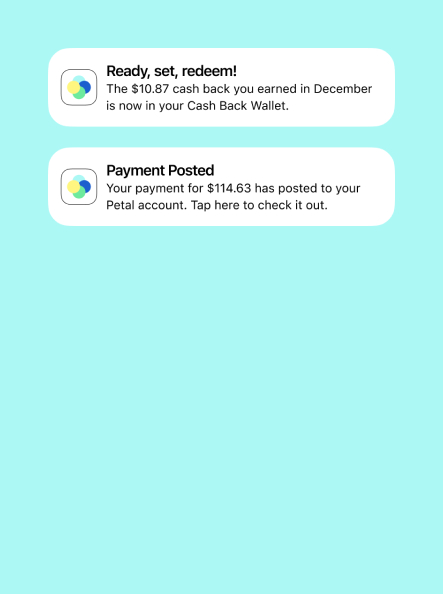 Ready, set, redeem!
The $10.87 cash back you earned in December
is now in your Cash Back Wallet.
Payment Posted
Your payment for $114.63 has posted to your
Petal account. Tap here to check it out.